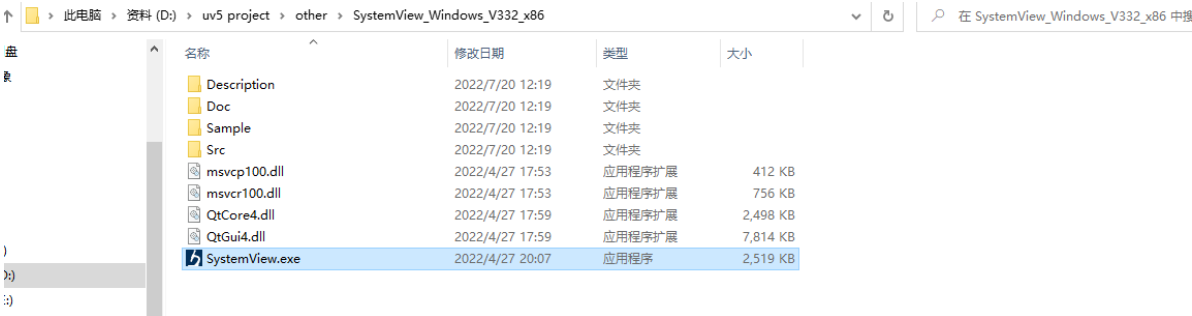 此电脑 > 资料 (D:) > uv5 project > other > SystemView_Windows_V332_x86
在 SystemView_Windows_V332_x86 中搜
盘
像
名称 修改日期 类型 大小
Description 2022/7/20 12:19 文件夹
Doc 2022/7/20 12:19 文件夹
Sample 2022/7/20 12:19 文件夹
Src 2022/7/20 12:19 文件夹
msvcp100.dll 2022/4/27 17:53 应用程序扩展 412 KB
msvcr100.dll 2022/4/27 17:53 应用程序扩展 756 KB
QtCore4.dll 2022/4/27 17:59 应用程序扩展 2,498 KB
QtGui4.dll 2022/4/27 17:59 应用程序扩展 7,814 KB
)
SystemView.exe 2022/4/27 20:07 应用程序 2,519 KB
D:)
:)